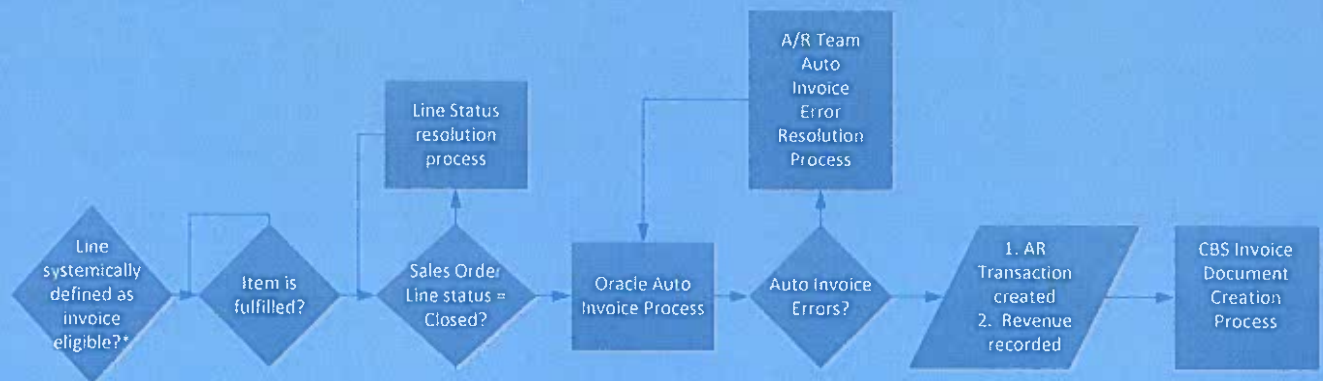 Line
systemically
defined as
invoice
eligible?*
Item is
fulfilled?
Line Status
resolution
process
Sales Order
Line status =
Closed?
Oracle Auto
Invoice Process
A/R Team
Auto
Invoice
Error
Resolution
Process
Auto Invoice
Errors?
1. AR
Transaction
created
2. Revenue
recorded
CBS Invoice
Document
Creation
Process